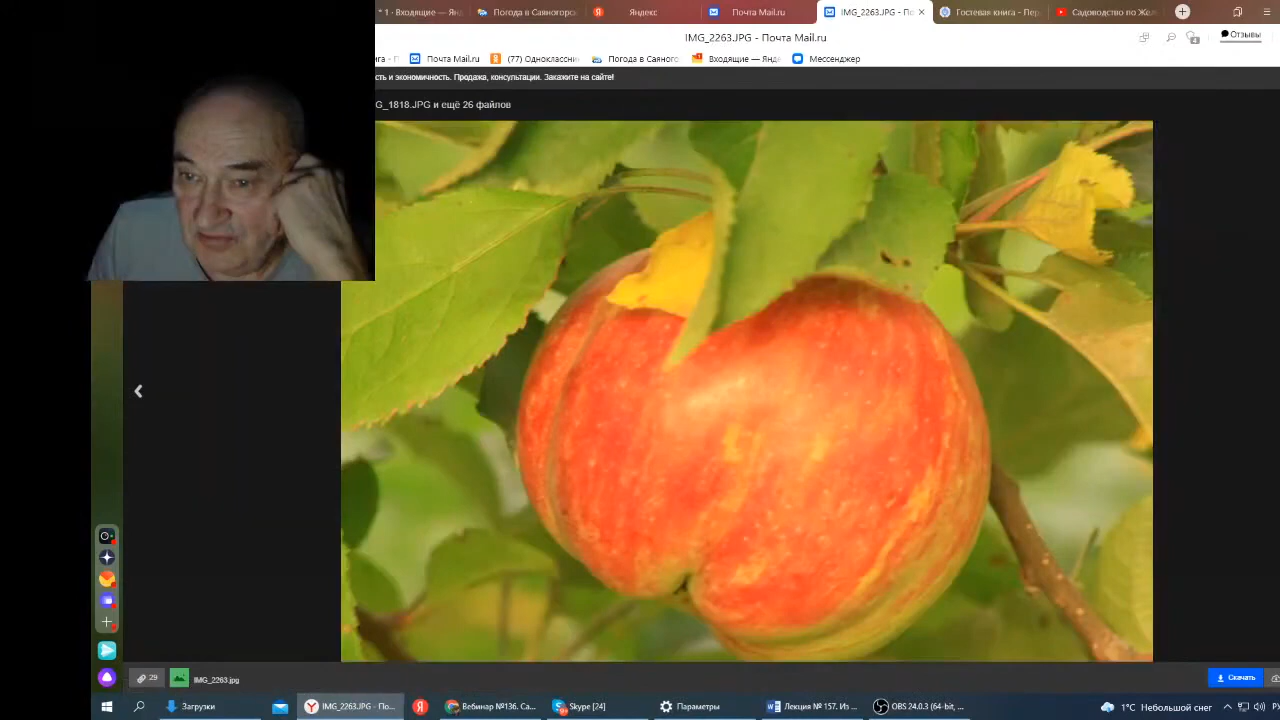 1 · Входящие — Янд
Погода в Саяногорс
Яндекс
Почта Mail.ru
IMG_2263.JPG - По
Гостевая книга - Пер
Садоводство по Жел
IMG_2263.JPG - Почта Mail.ru
Отзывы
Почта Mail.ru
(77) Одноклассни
Погода в Саяного
Входящие — Янд
Мессенджер
сть и экономичность. Продажа, консультации. Закажите на сайте!
G_1818.JPG и ещё 26 файлов
29
IMG_2263.jpg
Скачать
Загрузки
IMG_2263.JPG - По...
Вебинар №136. Са...
Skype [24]
Параметры
Лекция № 157. Из ...
OBS 24.0.3 (64-bit, ...
1°C Небольшой снег